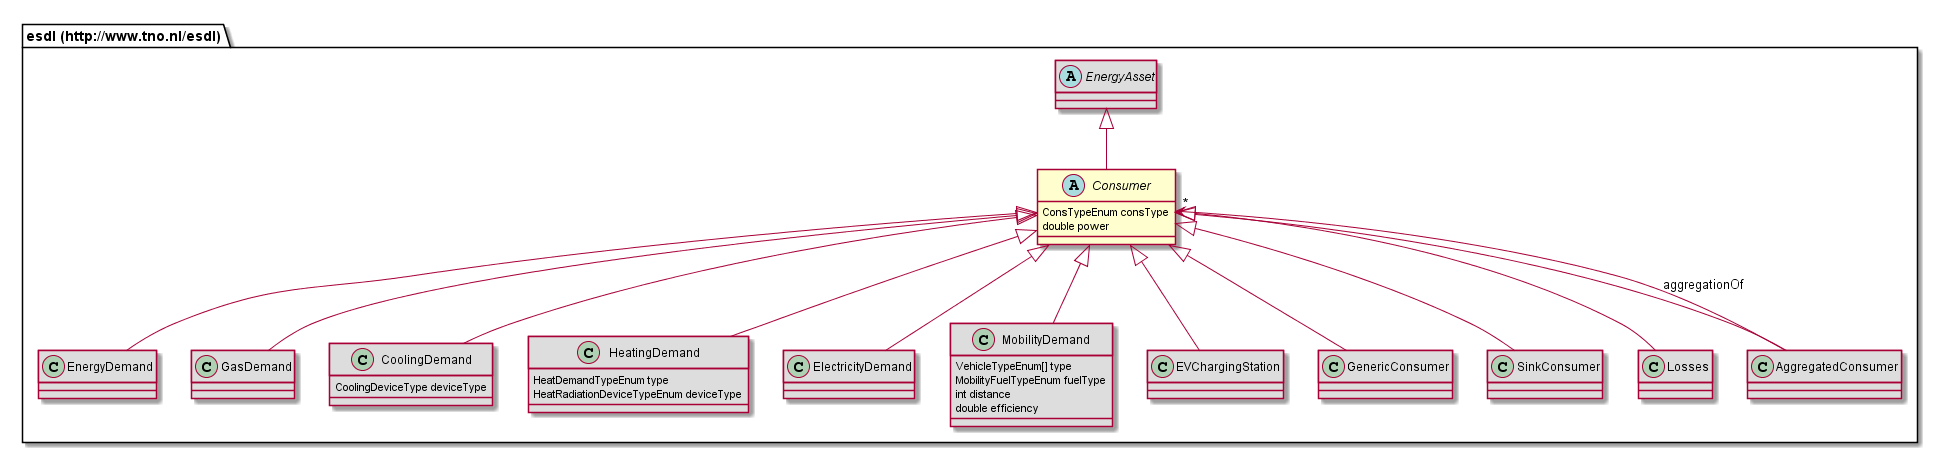 esdl (http://www.tno.nl/esdl)
A EnergyAsset
A Consumer
ConsTypeEnum consType
double power
*
aggregationOf
C EnergyDemand
C GasDemand
C CoolingDemand
CoolingDeviceType deviceType
C HeatingDemand
HeatDemandTypeEnum type
HeatRadiationDeviceTypeEnum deviceType
C ElectricityDemand
C MobilityDemand
VehicleTypeEnum[] type
MobilityFuelTypeEnum fuelType
int distance
double efficiency
C EVChargingStation
C GenericConsumer
C SinkConsumer
C Losses
C AggregatedConsumer